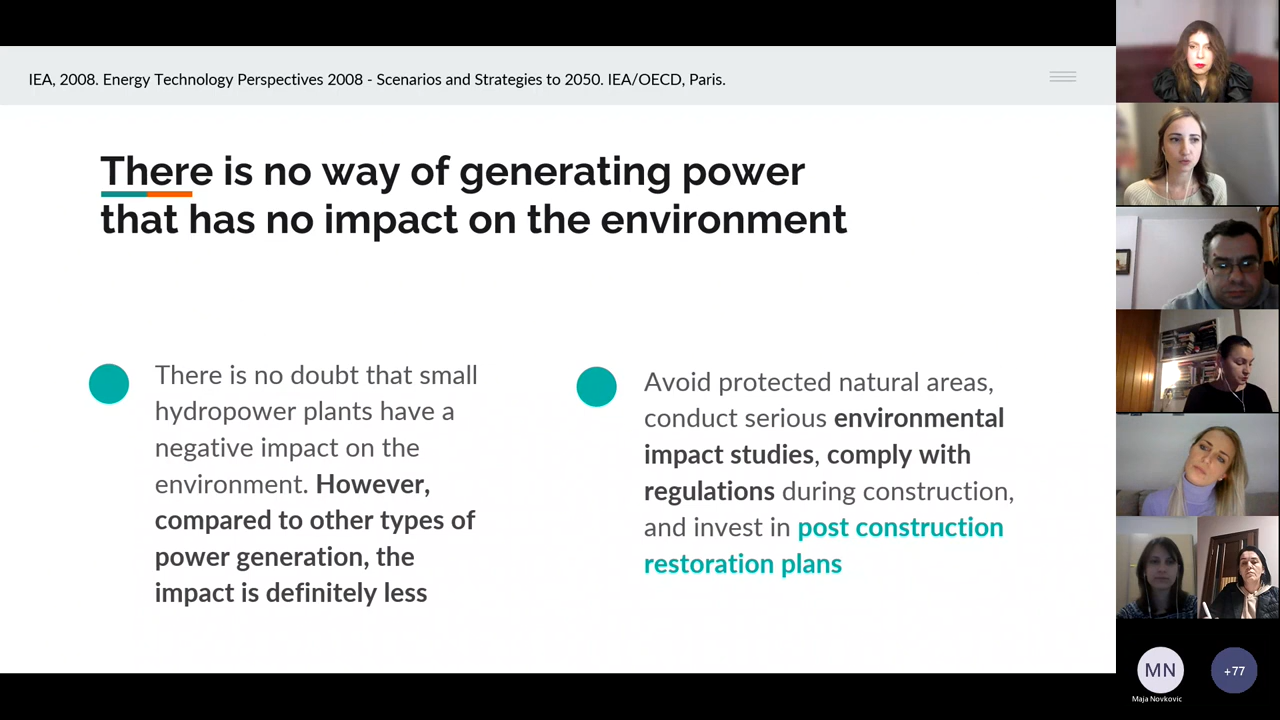 IEA, 2008. Energy Technology Perspectives 2008 - Scenarios and Strategies to 2050. IEA/OECD, Paris.
There is no way of generating power
that has no impact on the environment
There is no doubt that small
hydropower plants have a
negative impact on the
environment. However,
compared to other types of
power generation, the
impact is definitely less
Avoid protected natural areas,
conduct serious environmental
impact studies, comply with
regulations during construction,
and invest in post construction
restoration plans
MN
+77
Maja Novkovic